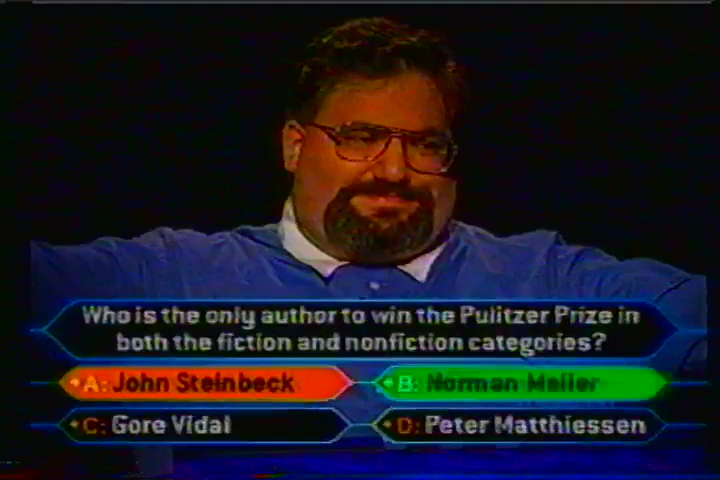 Who is the only author to win the Pulitzer Prize in
both the fiction and nonfiction categories?
A: John Steinbeck
B: Norman Mailer
C: Gore Vidal
D: Peter Matthiessen